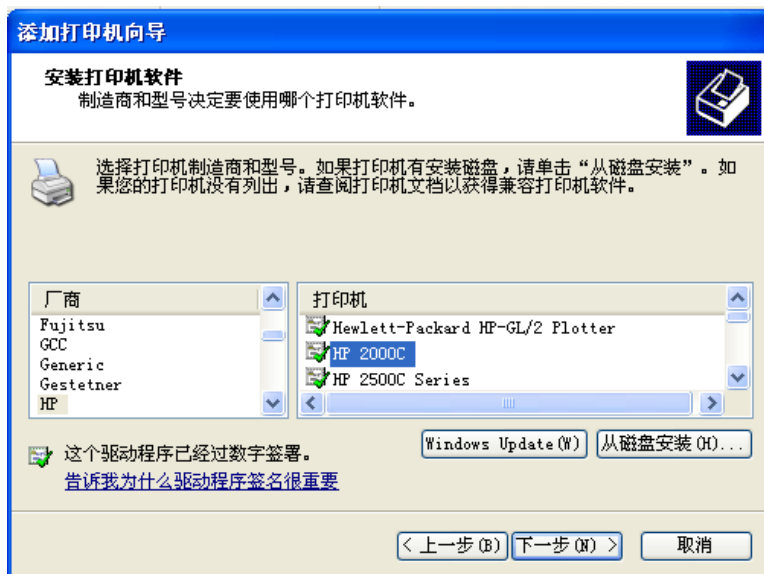 添加打印机向导
安装打印机软件
制造商和型号决定要使用哪个打印机软件。
选择打印机制造商和型号。如果打印机有安装磁盘，请单击“从磁盘安装”。如
果您的打印机没有列出，请查阅打印机文档以获得兼容打印机软件。
厂商
Fujitsu
GCC
Generic
Gestetner
HP
打印机
Hewlett-Packard HP-GL/2 Plotter
HP 2000C
HP 2500C Series
这个驱动程序已经过数字签署。
告诉我为什么驱动程序签名很重要
Windows Update(W)
从磁盘安装(H)...
< 上一步(B)
下一步(N) >
取消